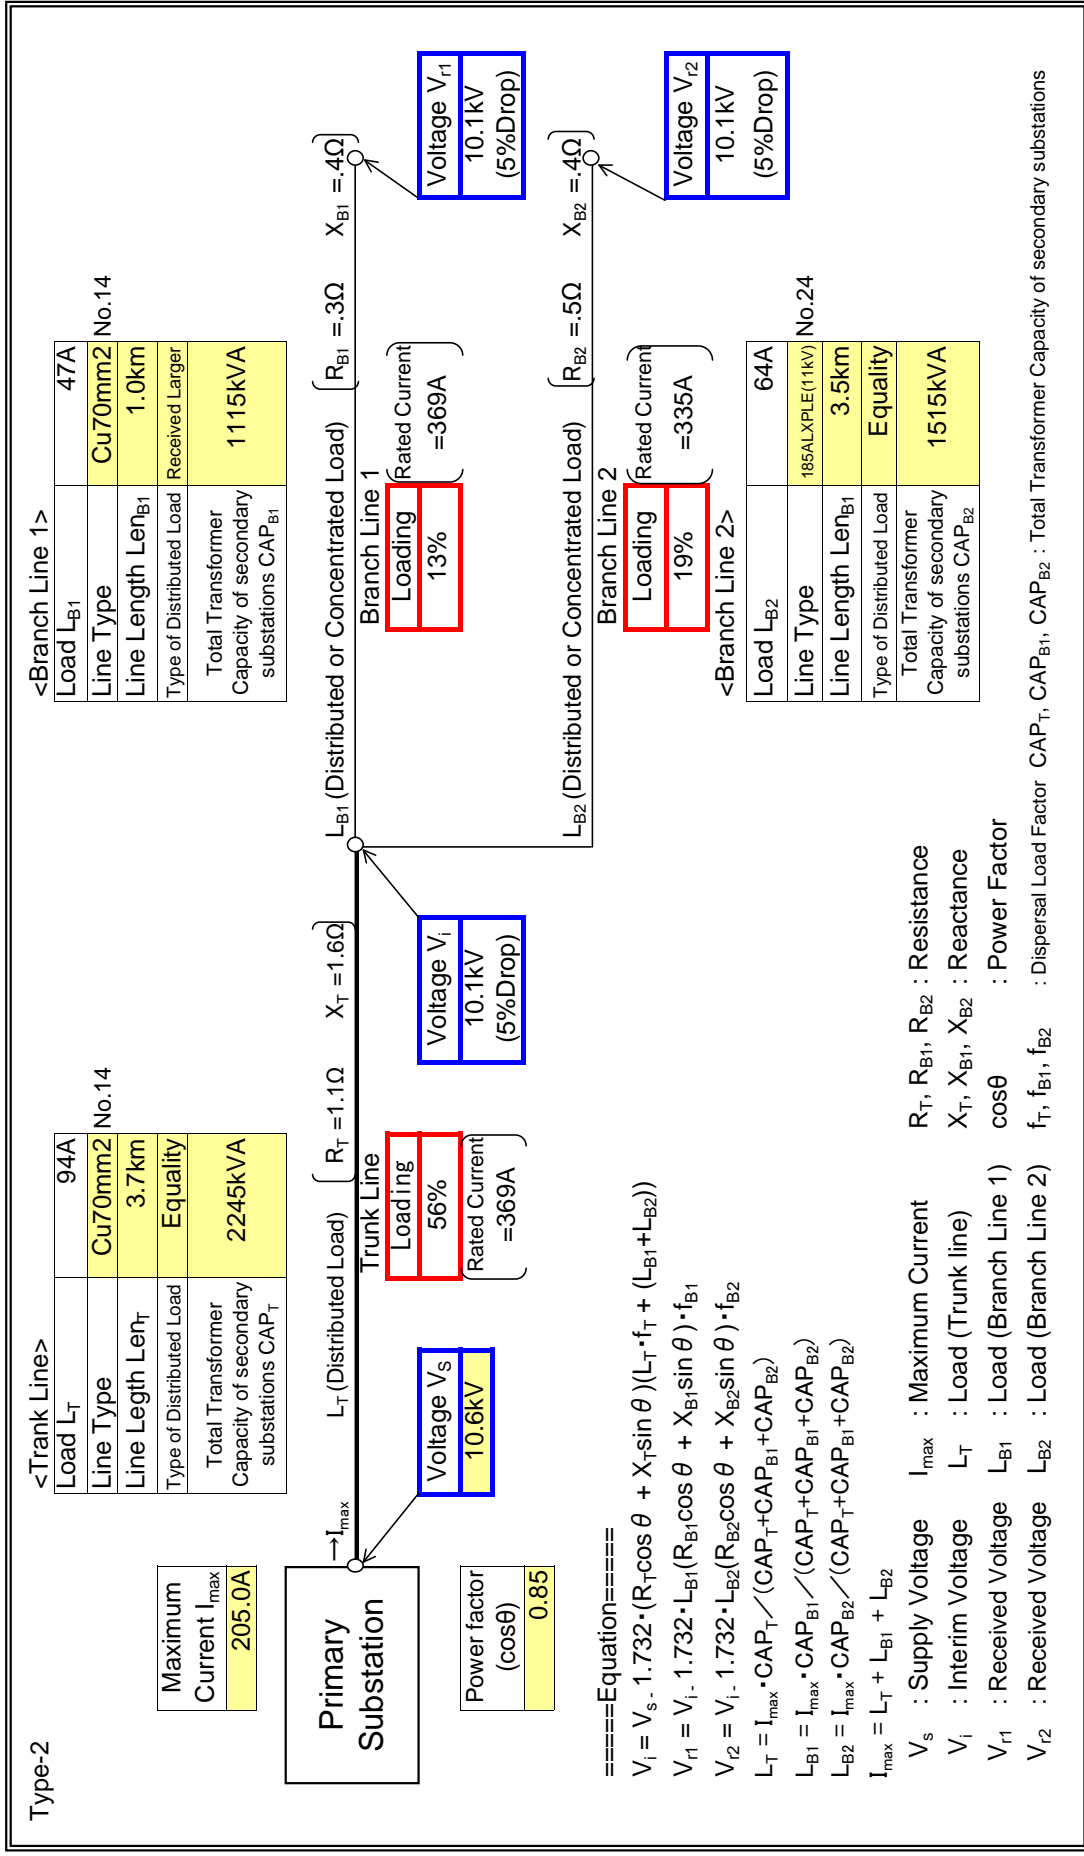 Type-2
Maximum
Current Imax
205.0A
<Trank Line>
Load LT 94A
Line Type Cu70mm2 No.14
Line Legth LenT 3.7km
Type of Distributed Load Equality
Total Transformer
Capacity of secondary
substations CAPT
2245kVA
<Branch Line 1>
Load LB1 47A
Line Type Cu70mm2 No.14
Line Length LenB1 1.0km
Type of Distributed Load Received Larger
Total Transformer
Capacity of secondary
substations CAPB1
1115kVA
Primary
Substation
→Imax
LT (Distributed Load) RT =1.1Ω XT =1.6Ω
LB1 (Distributed or Concentrated Load) RB1 =.3Ω XB1 =.4Ω
Trunk Line
Loading
56%
Rated Current
=369A
Branch Line 1
Loading
13%
Rated Current
=369A
Voltage VS
10.6kV
Voltage Vi
10.1kV
(5%Drop)
Voltage Vr1
10.1kV
(5%Drop)
Power factor
(cosθ)
0.85
LB2 (Distributed or Concentrated Load) RB2 =.5Ω XB2 =.4Ω
Branch Line 2
Loading
19%
Rated Current
=335A
Voltage Vr2
10.1kV
(5%Drop)
<Branch Line 2>
Load LB2 64A
Line Type 185ALXPLE(11kV) No.24
Line Length LenB1 3.5km
Type of Distributed Load Equality
Total Transformer
Capacity of secondary
substations CAPB2
1515kVA
=====Equation=====
Vi = Vs - 1.732・(RTcos θ + XTsin θ )(LT・fT + (LB1+LB2))
Vr1 = Vi - 1.732・LB1(RB1cos θ + XB1sin θ )・fB1
Vr2 = Vi - 1.732・LB2(RB2cos θ + XB2sin θ )・fB2
LT = Imax・CAPT／(CAPT+CAPB1+CAPB2)
LB1 = Imax・CAPB1／(CAPT+CAPB1+CAPB2)
LB2 = Imax・CAPB2／(CAPT+CAPB1+CAPB2)
Imax = LT + LB1 + LB2
Vs : Supply Voltage Imax : Maximum Current RT, RB1, RB2 : Resistance
Vi : Interim Voltage LT : Load (Trunk line) XT, XB1, XB2 : Reactance
Vr1 : Received Voltage LB1 : Load (Branch Line 1) cosθ : Power Factor
Vr2 : Received Voltage LB2 : Load (Branch Line 2) fT, fB1, fB2 : Dispersal Load Factor CAPT, CAPB1, CAPB2 : Total Transformer Capacity of secondary substations